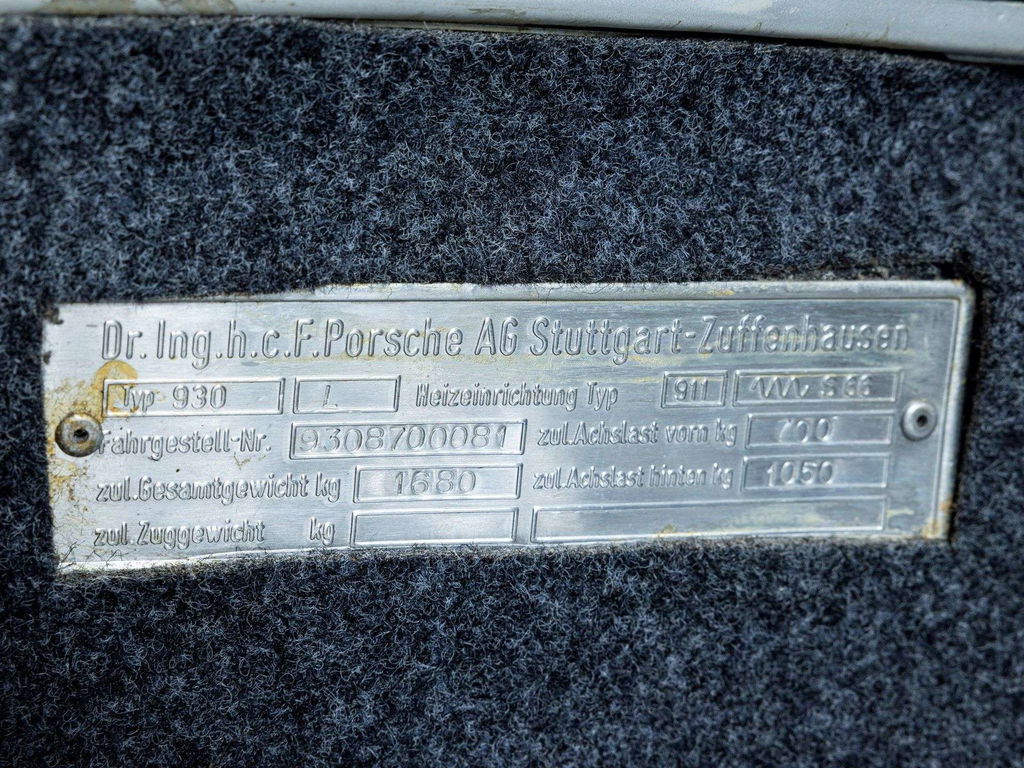 Dr. Ing. h. c. F. Porsche AG Stuttgart-Zuffenhausen
Typ 930 L Heizeinrichtung Typ 911 S 66
Fahrgestell-Nr. 9308700081 zul. Achslast vorn kg 700
zul. Gesamtgewicht kg 1680 zul. Achslast hinten kg 1050
zul. Zuggewicht kg